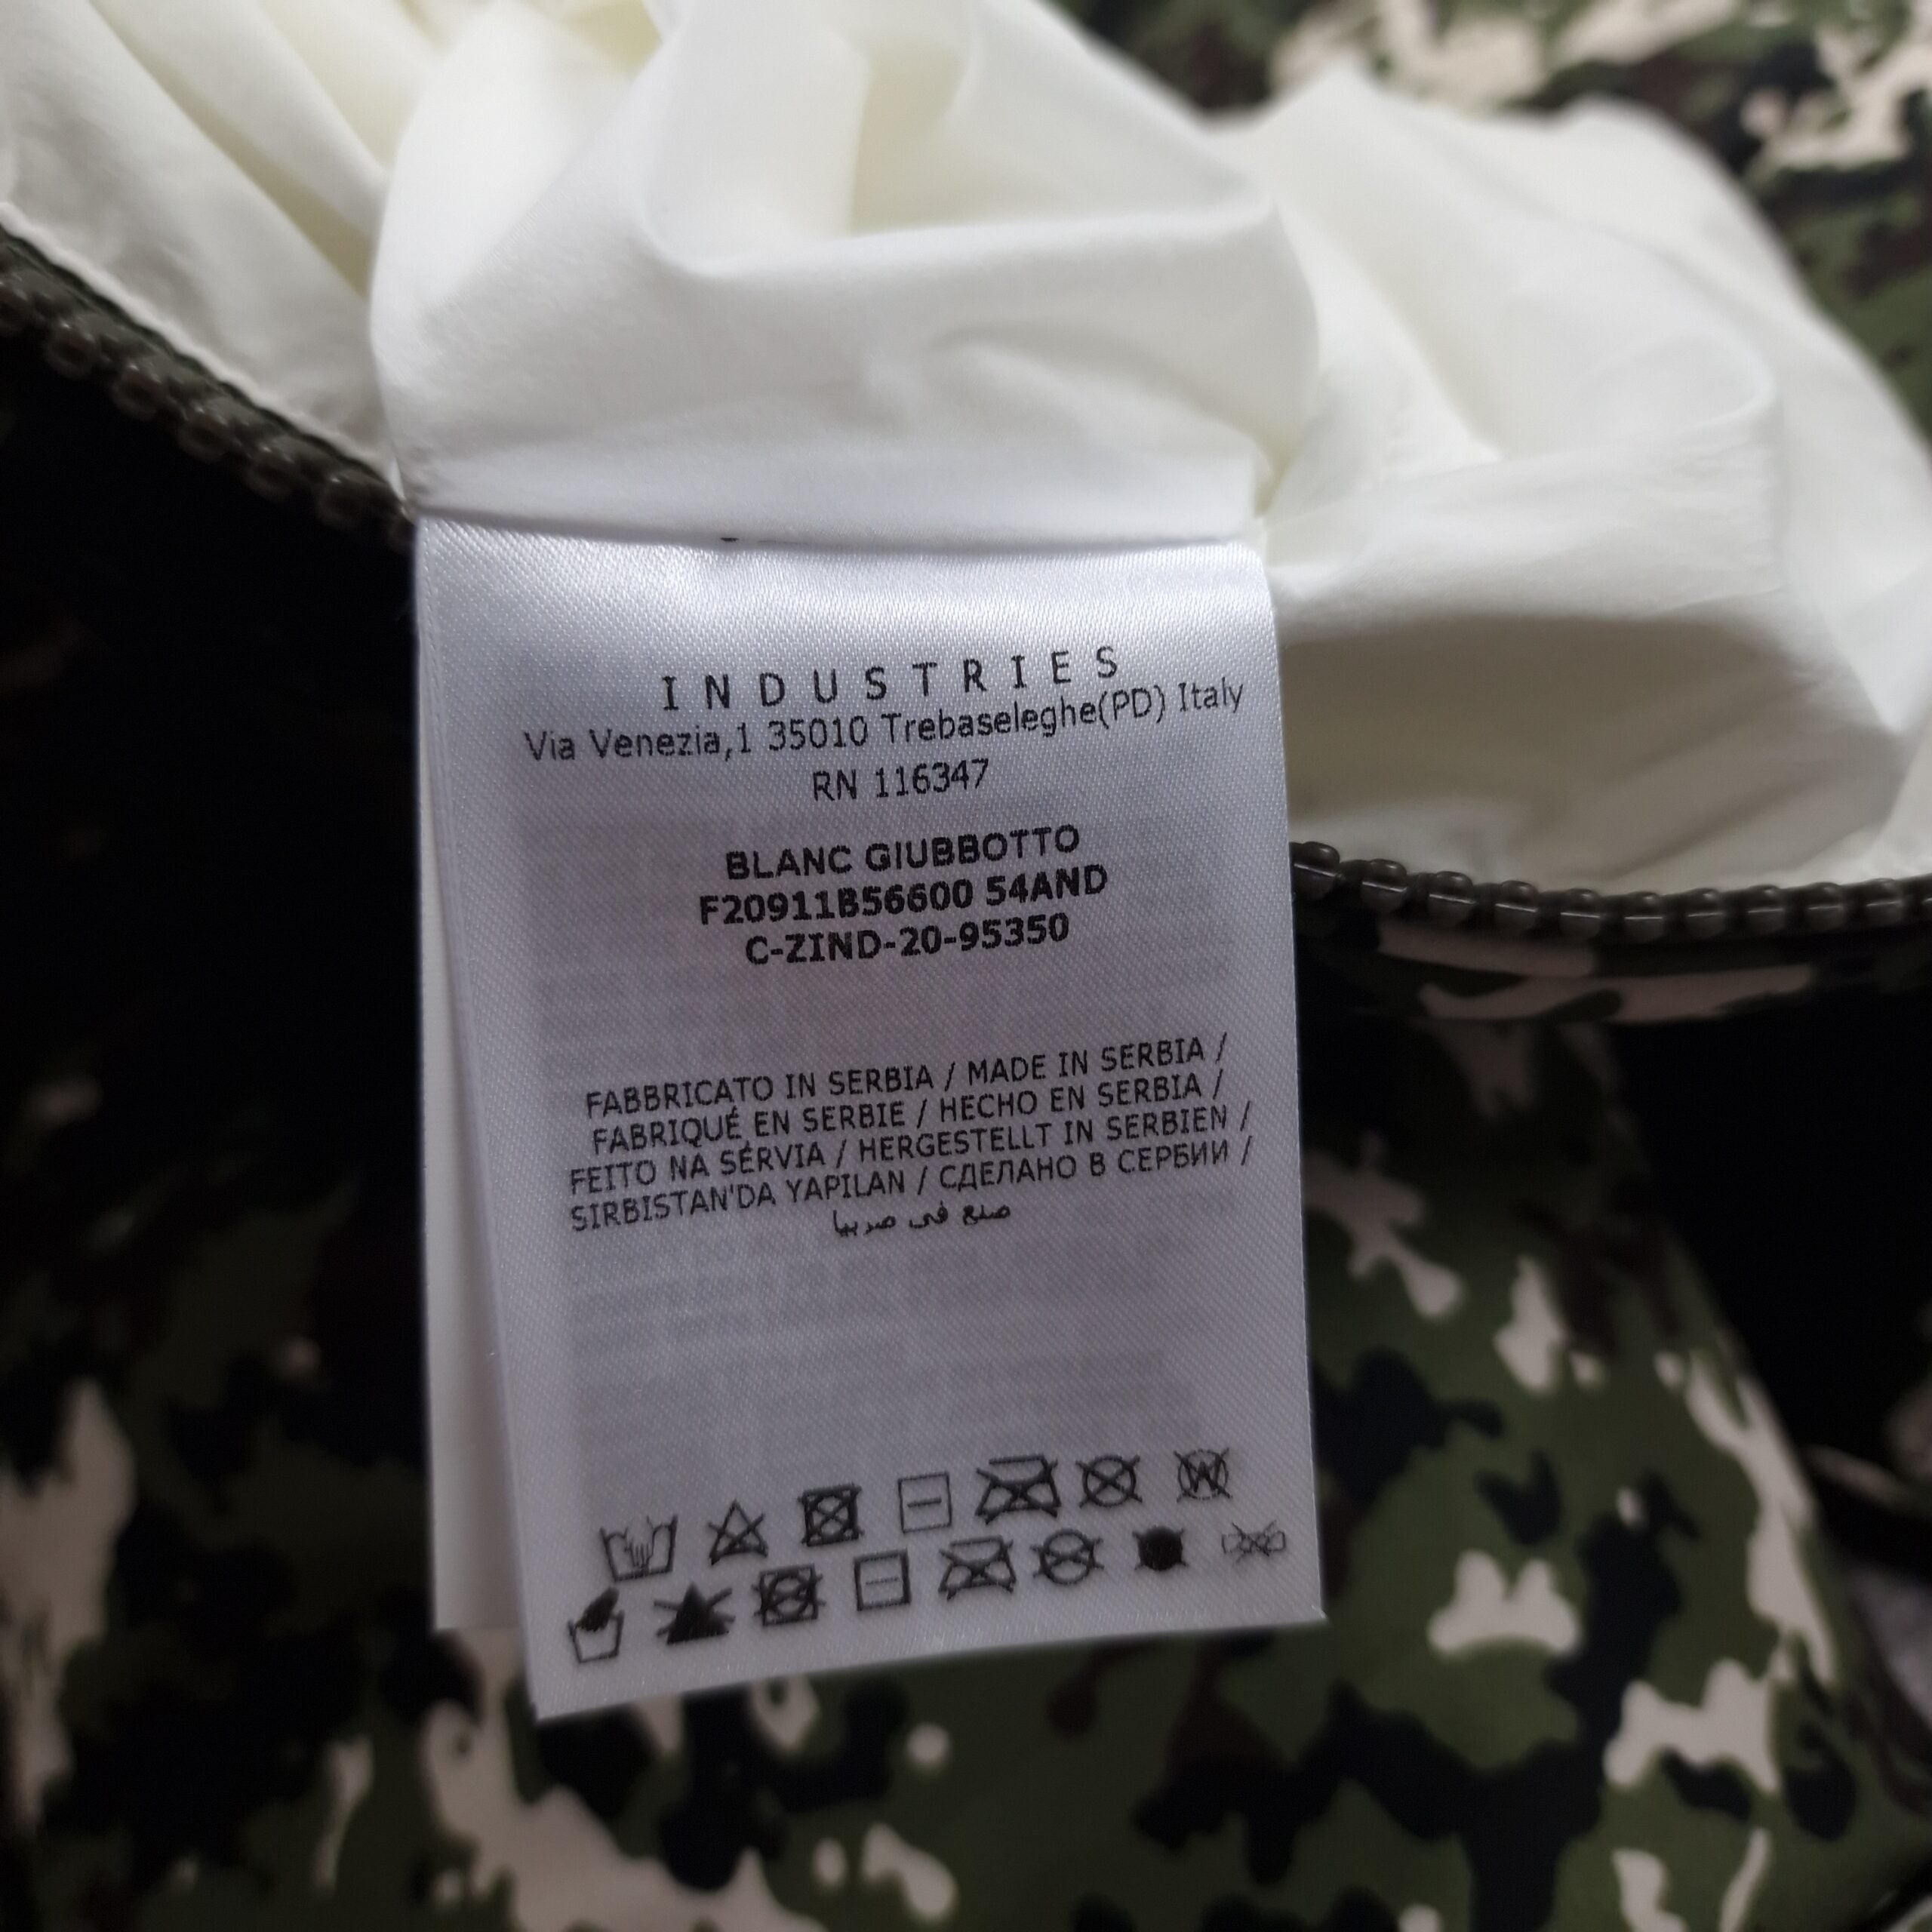 INDUSTRIES
Via Venezia,1 35010 Trebaseleghe(PD) Italy
RN 116347
BLANC GIUBBOTTO
F20911B56600 54AND
C-ZIND-20-95350
FABBRICATO IN SERBIA / MADE IN SERBIA /
FABRIQUÉ EN SERBIE / HECHO EN SERBIA /
FEITO NA SÉRVIA / HERGESTELLT IN SERBIEN /
SIRBISTAN'DA YAPILAN / СДЕЛАНО В СЕРБИИ /
صنع في صربيا
W